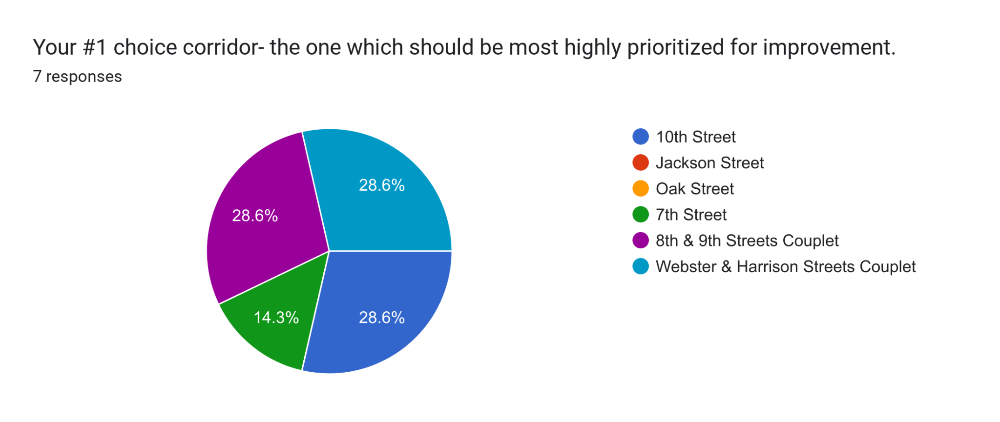 Your #1 choice corridor- the one which should be most highly prioritized for improvement.
7 responses
28.6%
28.6%
14.3%
28.6%
10th Street
Jackson Street
Oak Street
7th Street
8th & 9th Streets Couplet
Webster & Harrison Streets Couplet